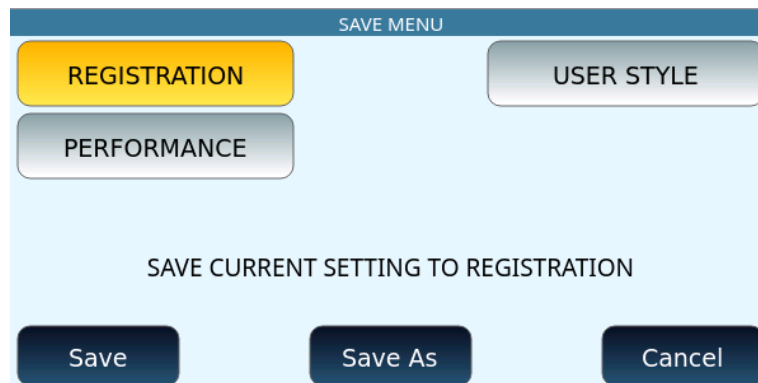 SAVE MENU
REGISTRATION
USER STYLE
PERFORMANCE
SAVE CURRENT SETTING TO REGISTRATION
Save
Save As
Cancel